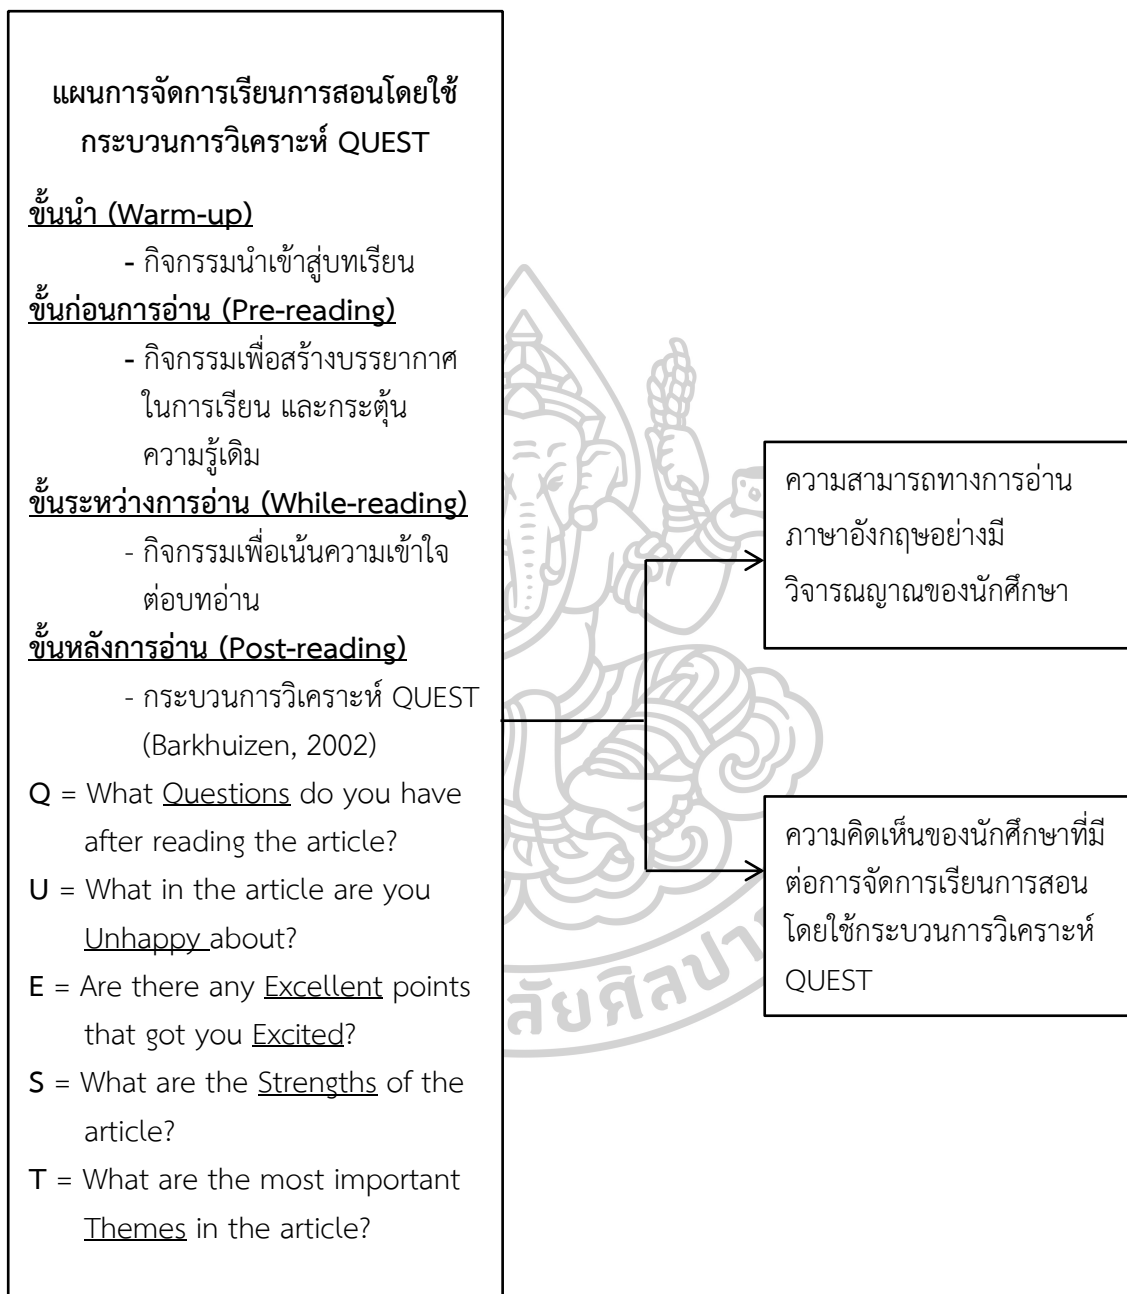 แผนการจัดการเรียนการสอนโดยใช้
กระบวนการวิเคราะห์ QUEST
ขั้นนำ (Warm-up)
- กิจกรรมนำเข้าสู่บทเรียน
ขั้นก่อนการอ่าน (Pre-reading)
- กิจกรรมเพื่อสร้างบรรยากาศ
ในการเรียน และกระตุ้น
ความรู้เดิม
ขั้นระหว่างการอ่าน (While-reading)
- กิจกรรมเพื่อเน้นความเข้าใจ
ต่อบทอ่าน
ขั้นหลังการอ่าน (Post-reading)
- กระบวนการวิเคราะห์ QUEST
(Barkhuizen, 2002)
Q = What Questions do you have
after reading the article?
U = What in the article are you
Unhappy about?
E = Are there any Excellent points
that got you Excited?
S = What are the Strengths of the
article?
T = What are the most important
Themes in the article?
ความสามารถทางการอ่าน
ภาษาอังกฤษอย่างมี
วิจารณญาณของนักศึกษา
ความคิดเห็นของนักศึกษาที่มี
ต่อการจัดการเรียนการสอน
โดยใช้กระบวนการวิเคราะห์
QUEST